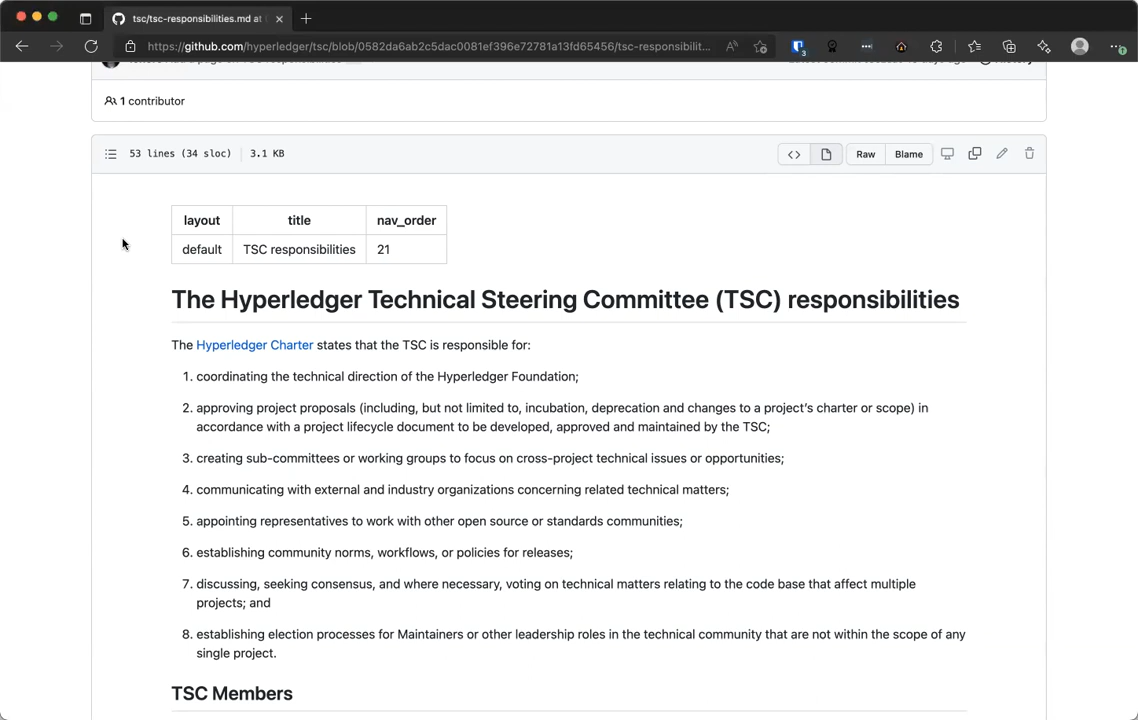 tsc/tsc-responsibilities.md at
https://github.com/hyperledger/tsc/blob/0582da6ab2c5dac0081ef396e72781a13fd65456/tsc-responsibilit...
3
1 contributor
53 lines (34 sloc) 3.1 KB
Raw Blame
layout title nav_order
default TSC responsibilities 21
The Hyperledger Technical Steering Committee (TSC) responsibilities
The Hyperledger Charter states that the TSC is responsible for:
1. coordinating the technical direction of the Hyperledger Foundation;
2. approving project proposals (including, but not limited to, incubation, deprecation and changes to a project’s charter or scope) in
accordance with a project lifecycle document to be developed, approved and maintained by the TSC;
3. creating sub-committees or working groups to focus on cross-project technical issues or opportunities;
4. communicating with external and industry organizations concerning related technical matters;
5. appointing representatives to work with other open source or standards communities;
6. establishing community norms, workflows, or policies for releases;
7. discussing, seeking consensus, and where necessary, voting on technical matters relating to the code base that affect multiple
projects; and
8. establishing election processes for Maintainers or other leadership roles in the technical community that are not within the scope of any
single project.
TSC Members